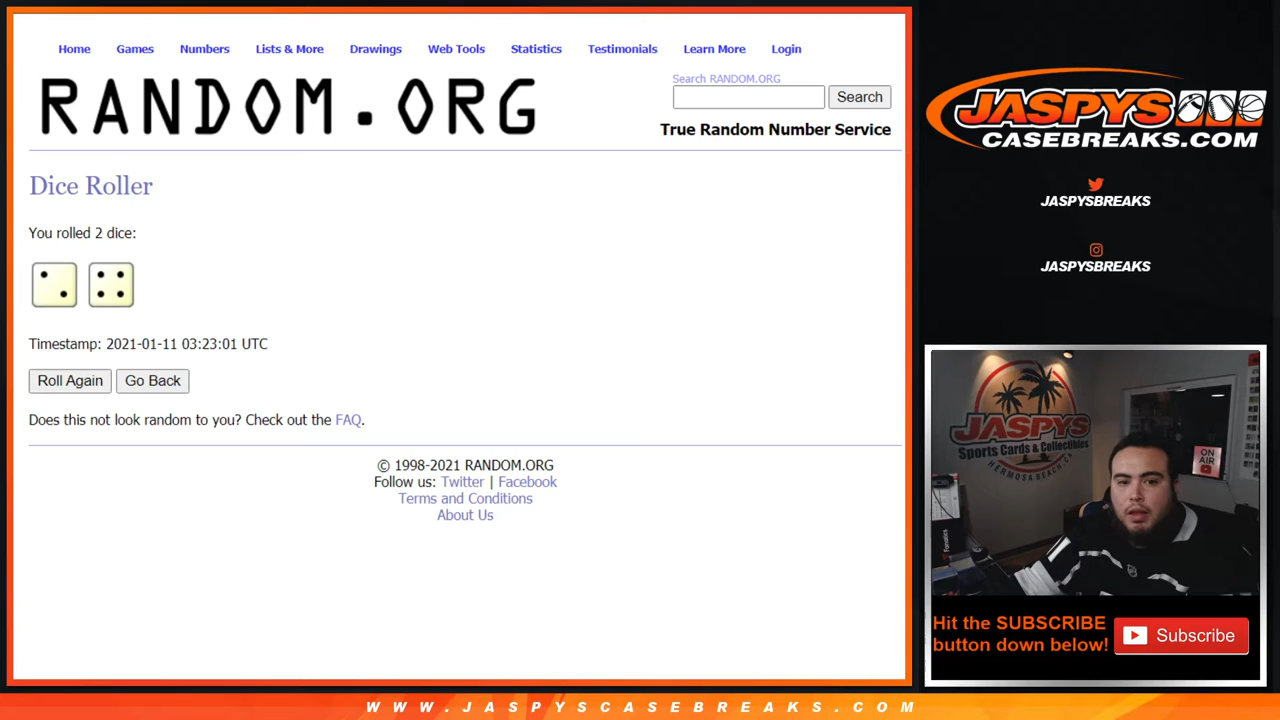 Home Games Numbers Lists & More Drawings Web Tools Statistics Testimonials Learn More Login
RANDOM.ORG
Search RANDOM.ORG
Search
True Random Number Service
Dice Roller
You rolled 2 dice:
Timestamp: 2021-01-11 03:23:01 UTC
Roll Again Go Back
Does this not look random to you? Check out the FAQ.
© 1998-2021 RANDOM.ORG
Follow us: Twitter | Facebook
Terms and Conditions
About Us
JASPYS
CASEBREAKS.COM
JASPYSBREAKS
JASPYSBREAKS
JASPYS
Sports Cards & Collectibles
HERMOSA BEACH, CA
ON
AIR
Fanatics
Hit the SUBSCRIBE
button down below!
Subscribe
WWW.JASPYSCASEBREAKS.COM